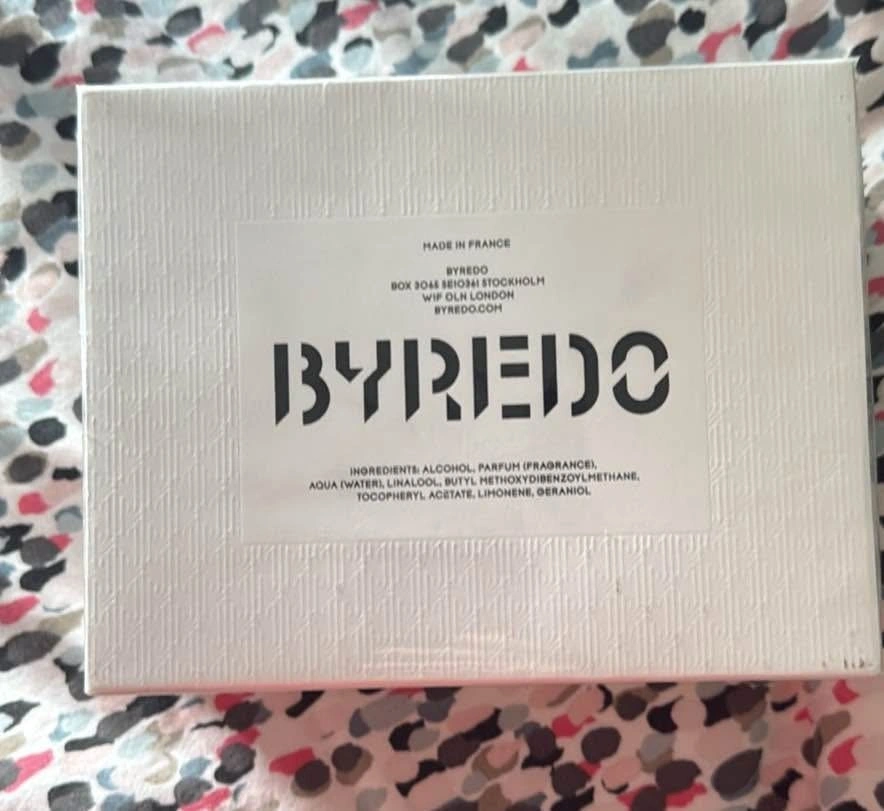 MADE IN FRANCE
BYREDO
BOX 3065 SE10361 STOCKHOLM
W1F 0LN LONDON
BYREDO.COM
BYREDO
INGREDIENTS: ALCOHOL, PARFUM (FRAGRANCE),
AQUA (WATER), LINALOOL, BUTYL METHOXYDIBENZOYLMETHANE,
TOCOPHERYL ACETATE, LIMONENE, GERANIOL